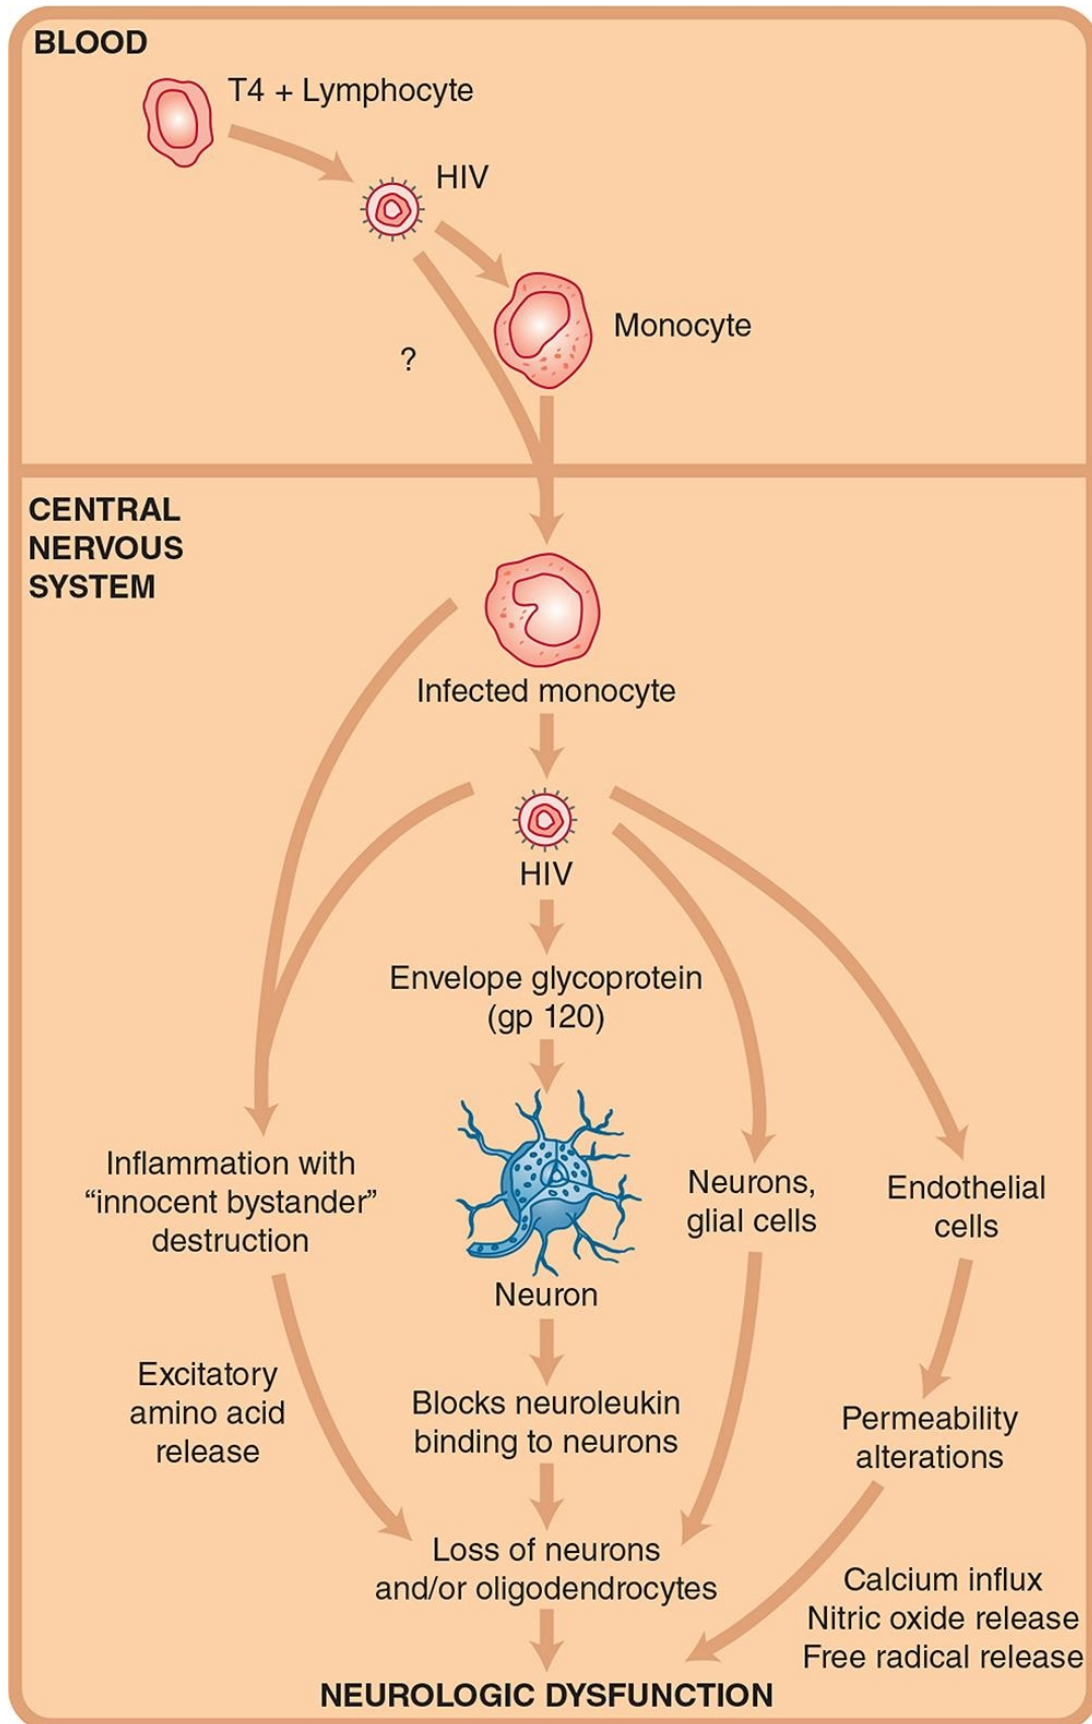 BLOOD
T4 + Lymphocyte
HIV
Monocyte
?
CENTRAL
NERVOUS
SYSTEM
Infected monocyte
HIV
Envelope glycoprotein
(gp 120)
Inflammation with
“innocent bystander”
destruction
Neuron
Neurons,
glial cells
Endothelial
cells
Excitatory
amino acid
release
Blocks neuroleukin
binding to neurons
Permeability
alterations
Loss of neurons
and/or oligodendrocytes
Calcium influx
Nitric oxide release
Free radical release
NEUROLOGIC DYSFUNCTION